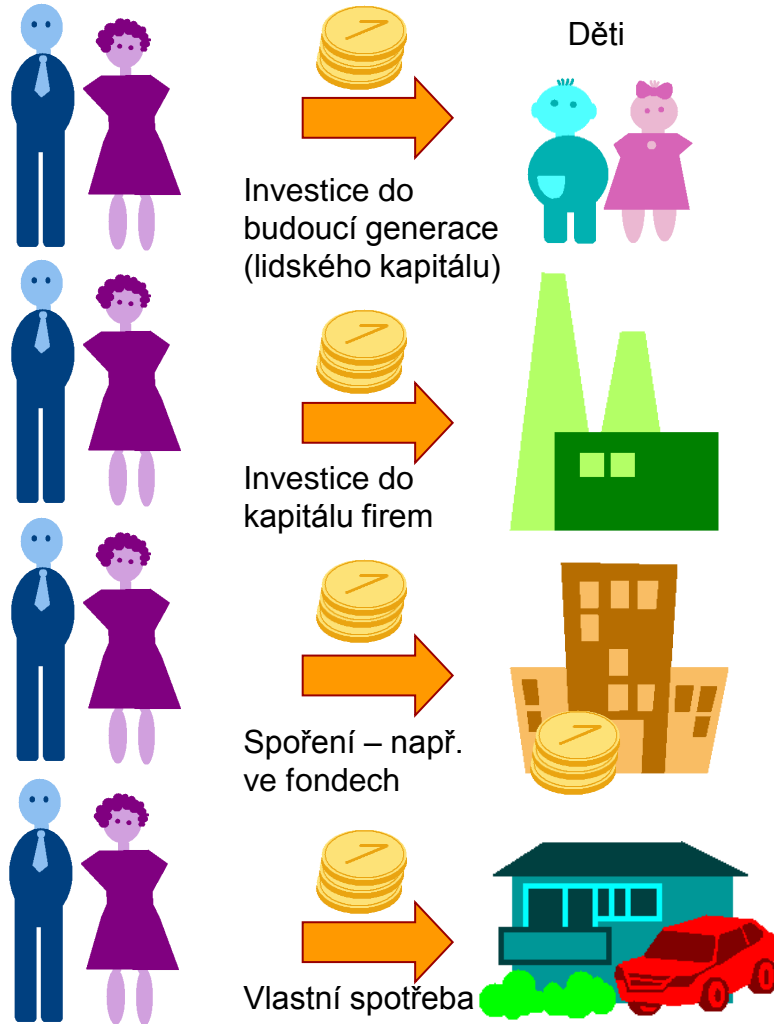 Děti
Investice do
budoucí generace
(lidského kapitálu)
Investice do
kapitálu firem
Spoření – např.
ve fondech
Vlastní spotřeba